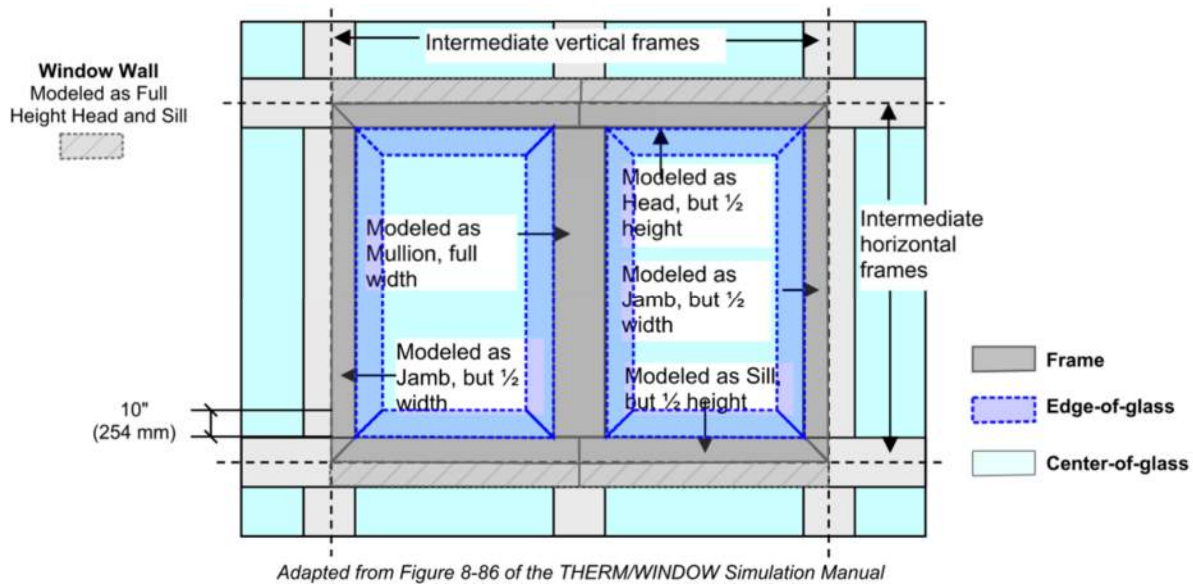 Intermediate vertical frames
Window Wall
Modeled as Full
Height Head and Sill
Modeled as
Head, but ½
height
Modeled as
Mullion, full
width
Intermediate
horizontal
frames
Modeled as
Jamb, but ½
width
Modeled as
Jamb, but ½
width
Modeled as Sill,
but ½ height
10"
(254 mm)
Frame
Edge-of-glass
Center-of-glass
Adapted from Figure 8-86 of the THERM/WINDOW Simulation Manual